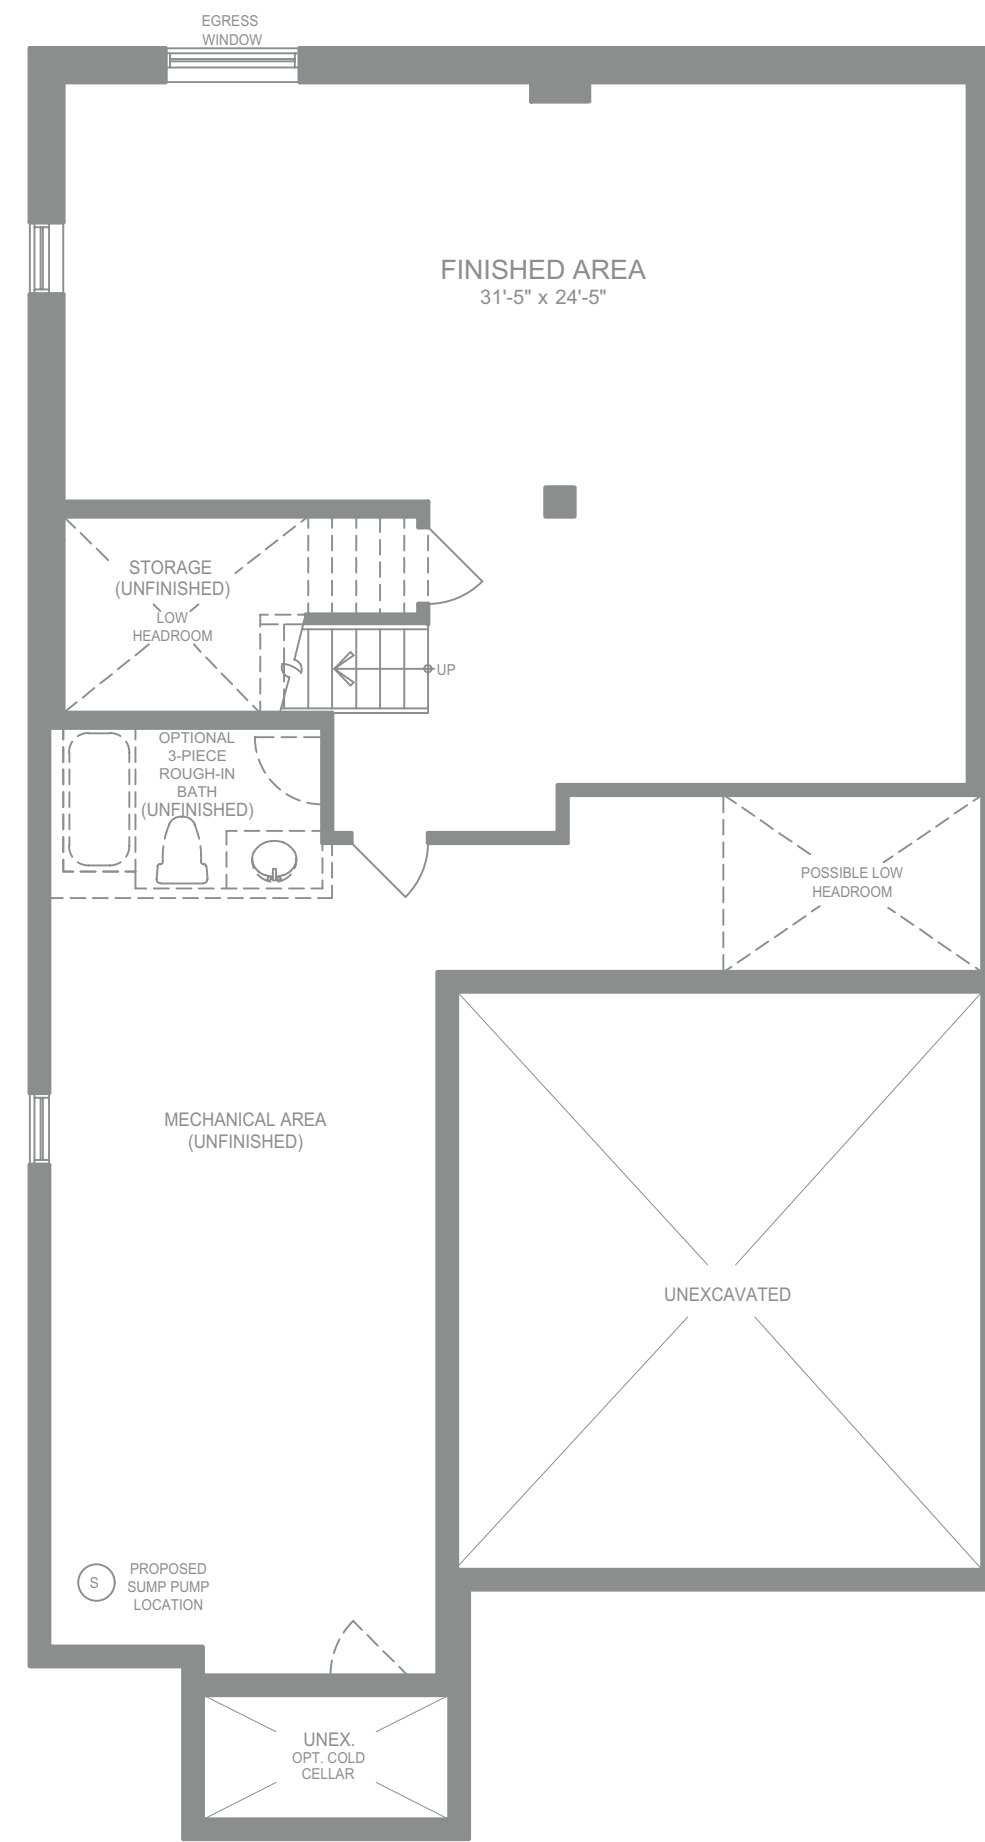 EGRESS
WINDOW
FINISHED AREA
31'-5" x 24'-5"
STORAGE
(UNFINISHED)
LOW
HEADROOM
UP
OPTIONAL
3-PIECE
ROUGH-IN
BATH
(UNFINISHED)
POSSIBLE LOW
HEADROOM
MECHANICAL AREA
(UNFINISHED)
UNEXCAVATED
S
PROPOSED
SUMP PUMP
LOCATION
UNEX.
OPT. COLD
CELLAR